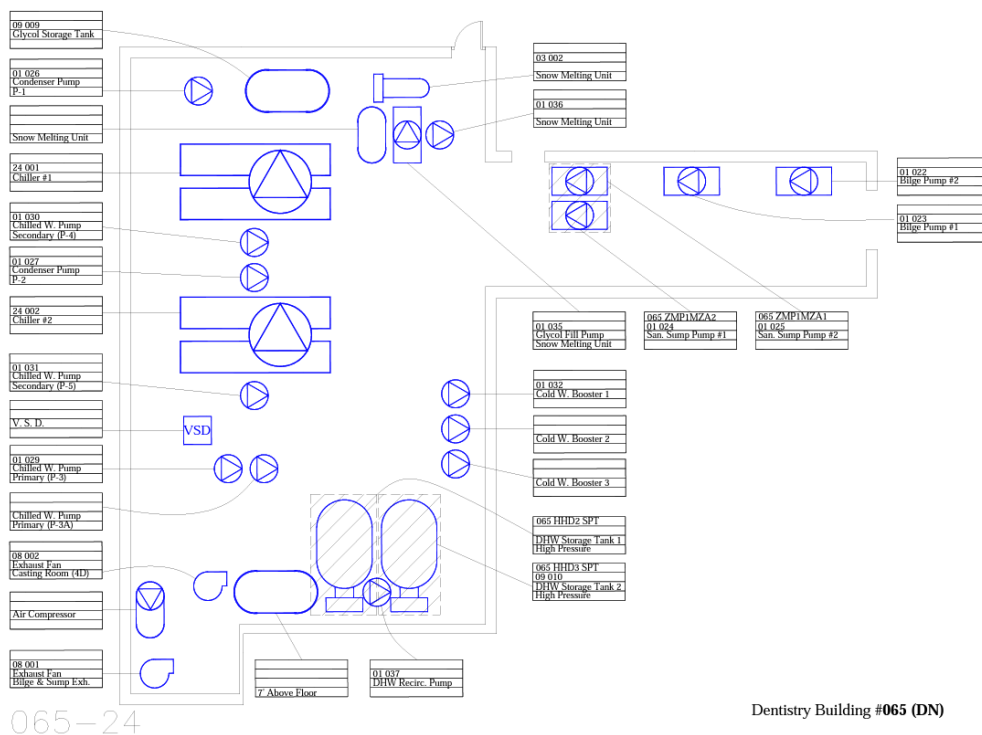 09 009
Glycol Storage Tank
01 026
Condenser Pump
P-1
Snow Melting Unit
24 001
Chiller #1
01 030
Chilled W. Pump
Secondary (P-4)
01 027
Condenser Pump
P-2
24 002
Chiller #2
01 031
Chilled W. Pump
Secondary (P-5)
V. S. D.
01 029
Chilled W. Pump
Primary (P-3)
Chilled W. Pump
Primary (P-3A)
08 002
Exhaust Fan
Casting Room (4D)
Air Compressor
08 001
Exhaust Fan
Bilge & Sump Exh.
VSD
03 002
Snow Melting Unit
01 036
Snow Melting Unit
01 022
Bilge Pump #2
01 023
Bilge Pump #1
01 035
Glycol Fill Pump
Snow Melting Unit
065 ZMP1MZA2
01 024
San. Sump Pump #1
065 ZMP1MZA1
01 025
San. Sump Pump #2
01 032
Cold W. Booster 1
Cold W. Booster 2
Cold W. Booster 3
065 HHD2 SPT
DHW Storage Tank 1
High Pressure
065 HHD3 SPT
09 010
DHW Storage Tank 2
High Pressure
7' Above Floor
01 037
DHW Recirc. Pump
065-24
Dentistry Building #065 (DN)